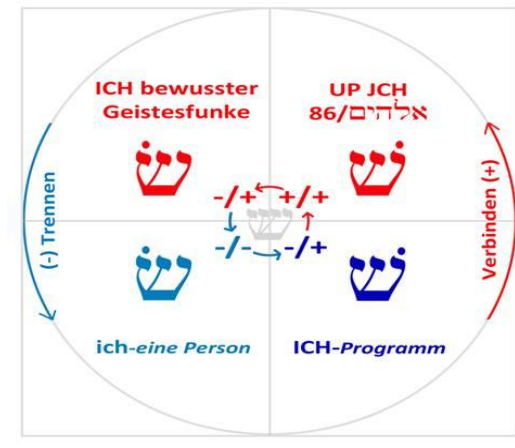 ICH bewusster
Geistesfunke
UP JCH
86/אלהים
שׂ
שׁ
-/+
+/+
ש
(-) Trennen
Verbinden (+)
-/-
-/+
שׂ
ich-eine Person
ICH-Programm